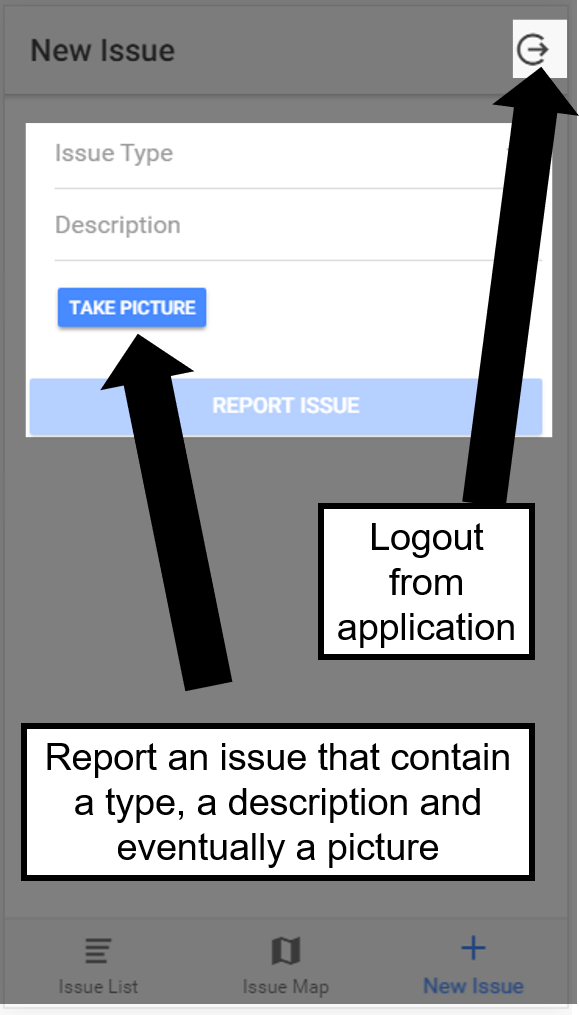 New Issue
Issue Type
Description
TAKE PICTURE
REPORT ISSUE
Logout
from
application
Report an issue that contain
a type, a description and
eventually a picture
Issue List
Issue Map
New Issue